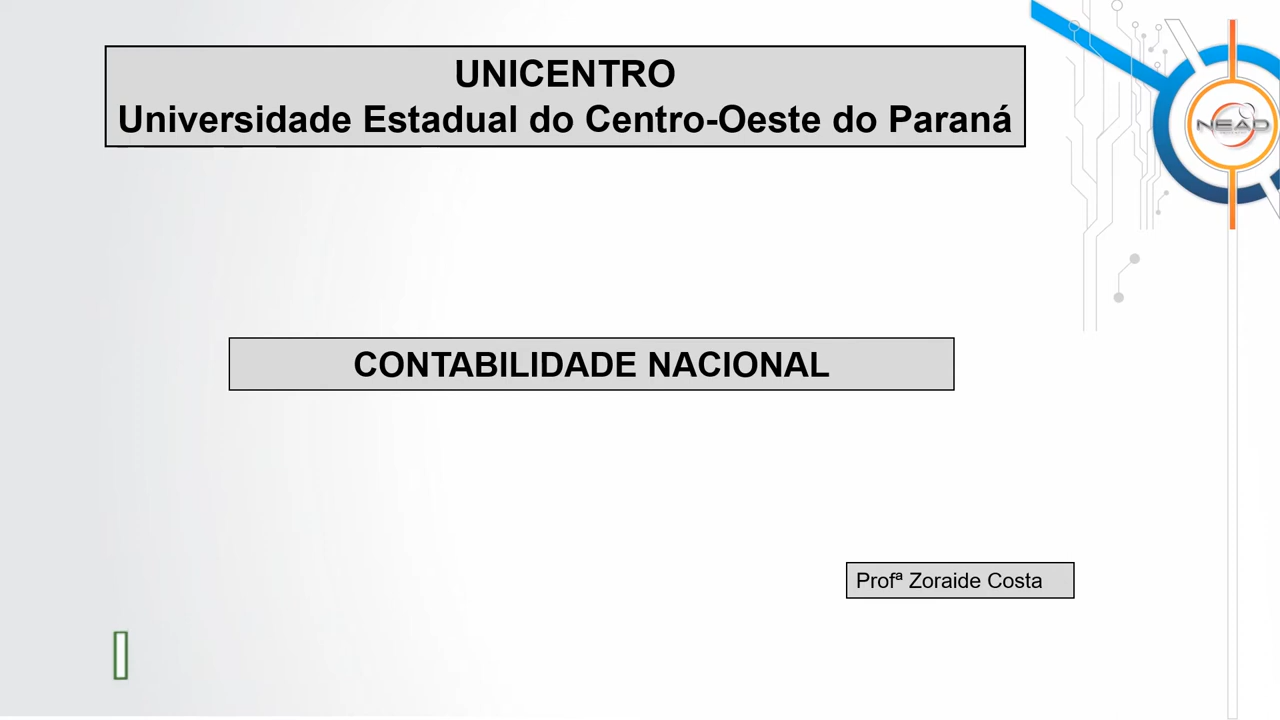 UNICENTRO
Universidade Estadual do Centro-Oeste do Paraná
NEAD
CONTABILIDADE NACIONAL
Profª Zoraide Costa